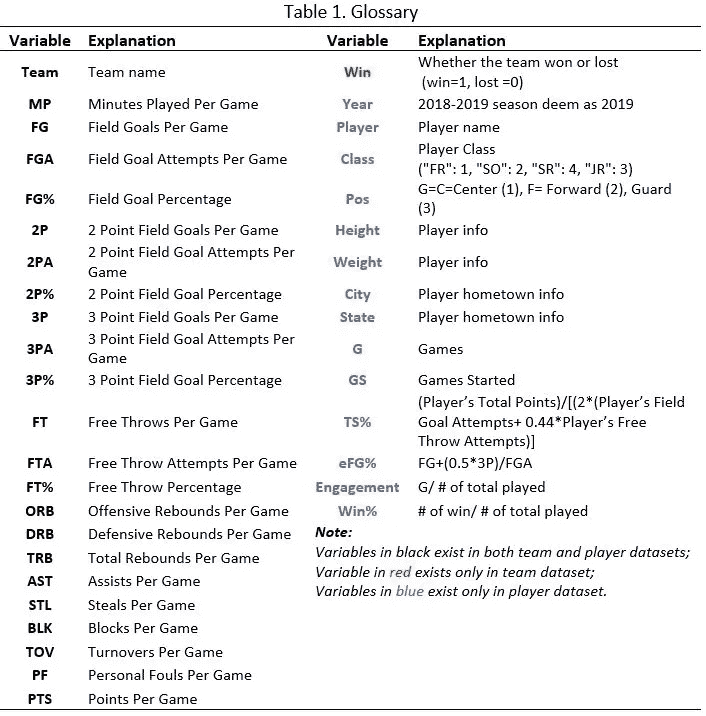 Table 1. Glossary
Variable Explanation Variable Explanation
Team Team name Win Whether the team won or lost
(win=1, lost =0)
MP Minutes Played Per Game Year 2018-2019 season deem as 2019
FG Field Goals Per Game Player Player name
FGA Field Goal Attempts Per Game Class Player Class
("FR": 1, "SO": 2, "SR": 4, "JR": 3)
FG% Field Goal Percentage Pos G=C=Center (1), F= Forward (2), Guard
(3)
2P 2 Point Field Goals Per Game Height Player info
2PA 2 Point Field Goal Attempts Per
Game Weight Player info
2P% 2 Point Field Goal Percentage City Player hometown info
3P 3 Point Field Goals Per Game State Player hometown info
3PA 3 Point Field Goal Attempts Per
Game G Games
3P% 3 Point Field Goal Percentage GS Games Started
FT Free Throws Per Game TS% (Player’s Total Points)/[(2*(Player’s Field
Goal Attempts+ 0.44*Player’s Free
Throw Attempts)]
FTA Free Throw Attempts Per Game eFG% FG+(0.5*3P)/FGA
FT% Free Throw Percentage Engagement G/ # of total played
ORB Offensive Rebounds Per Game Win% # of win/ # of total played
DRB Defensive Rebounds Per Game Note:
TRB Total Rebounds Per Game Variables in black exist in both team and player datasets;
AST Assists Per Game Variable in red exists only in team dataset;
STL Steals Per Game Variables in blue exist only in player dataset.
BLK Blocks Per Game
TOV Turnovers Per Game
PF Personal Fouls Per Game
PTS Points Per Game